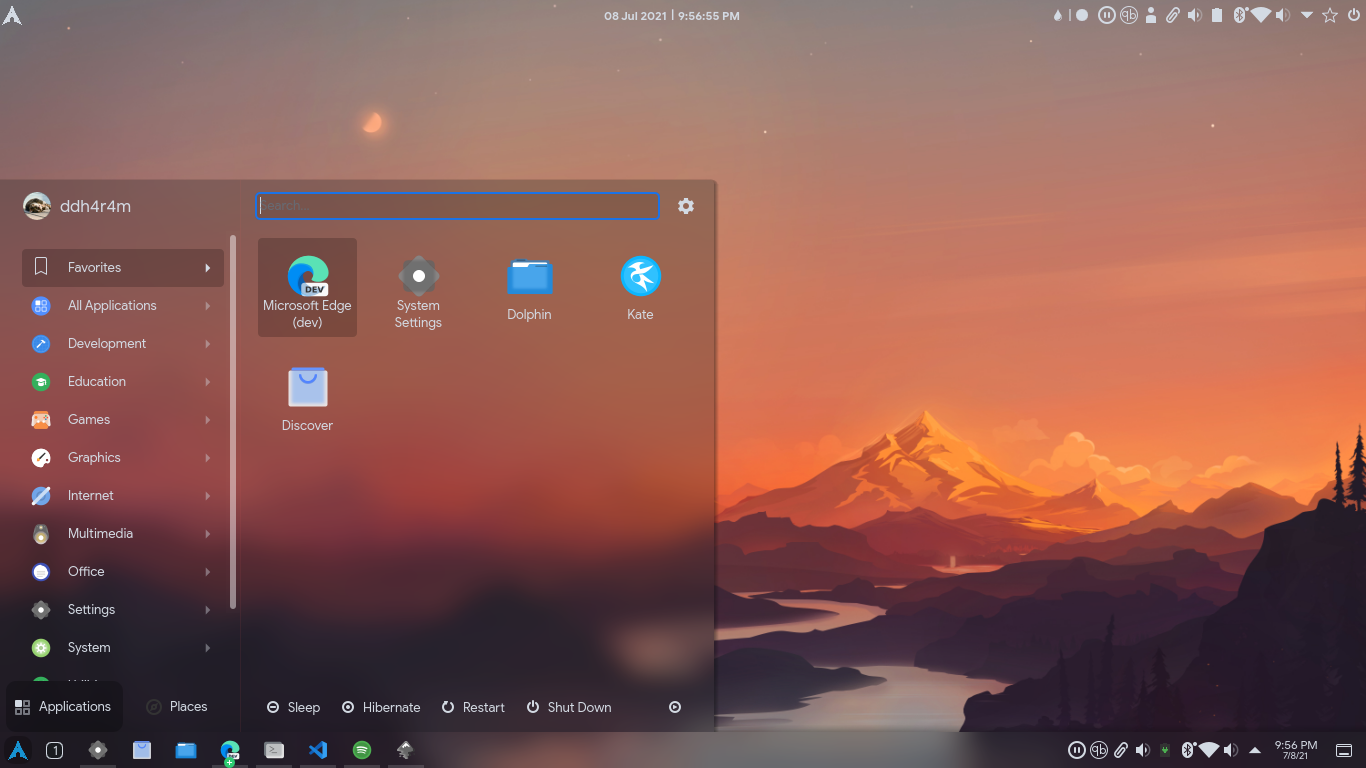 08 Jul 2021 | 9:56:55 PM
ddh4r4m
Search...
Favorites
All Applications
Development
Education
Games
Graphics
Internet
Multimedia
Office
Settings
System
DEV
Microsoft Edge
(dev)
System
Settings
Dolphin
Kate
Discover
Applications
Places
Sleep
Hibernate
Restart
Shut Down
1
9:56 PM
7/8/21